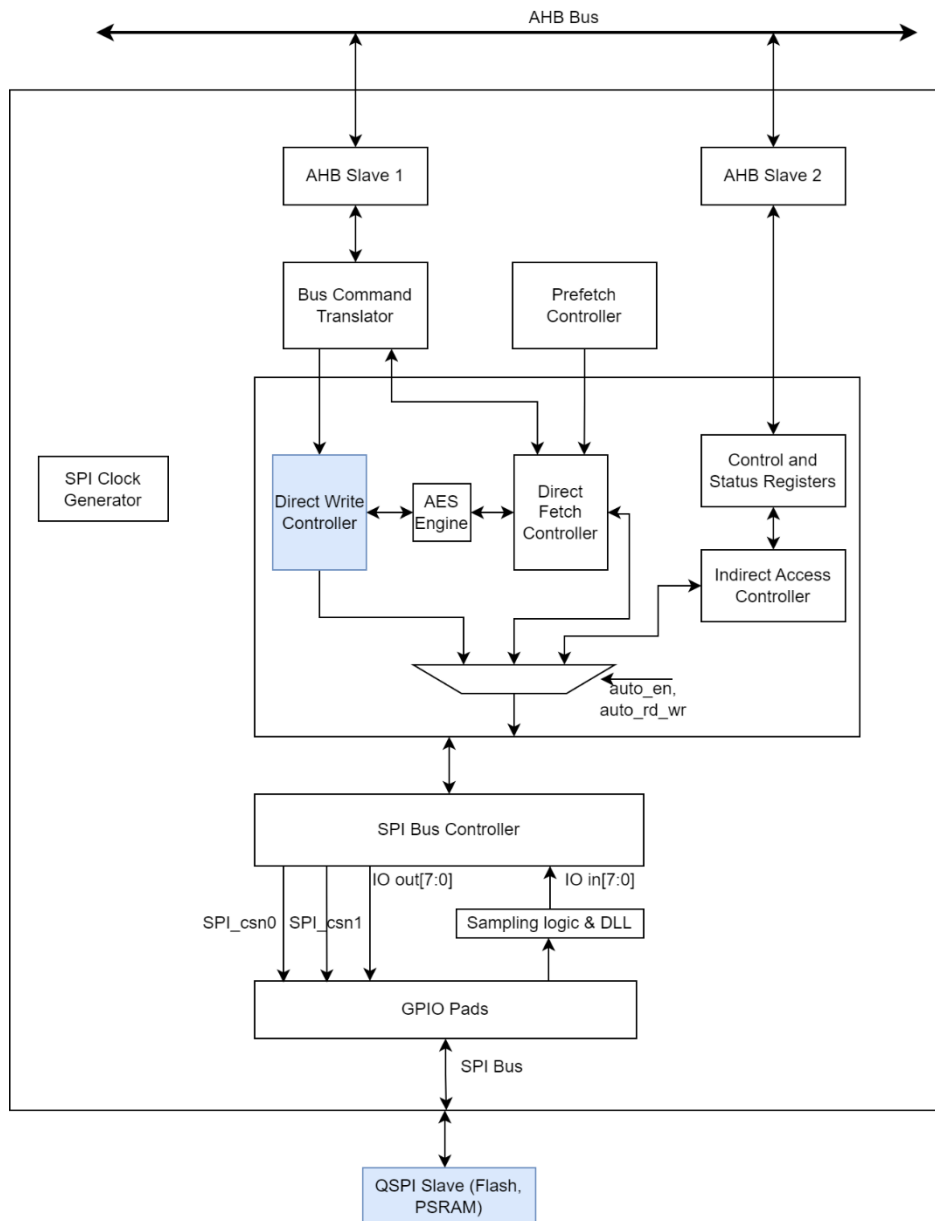 AHB Bus
AHB Slave 1
AHB Slave 2
Bus Command
Translator
Prefetch
Controller
SPI Clock
Generator
Direct Write
Controller
AES
Engine
Direct
Fetch
Controller
Control and
Status Registers
Indirect Access
Controller
auto_en,
auto_rd_wr
SPI Bus Controller
SPI_csn0
SPI_csn1
IO out[7:0]
IO in[7:0]
Sampling logic & DLL
GPIO Pads
SPI Bus
QSPI Slave (Flash,
PSRAM)